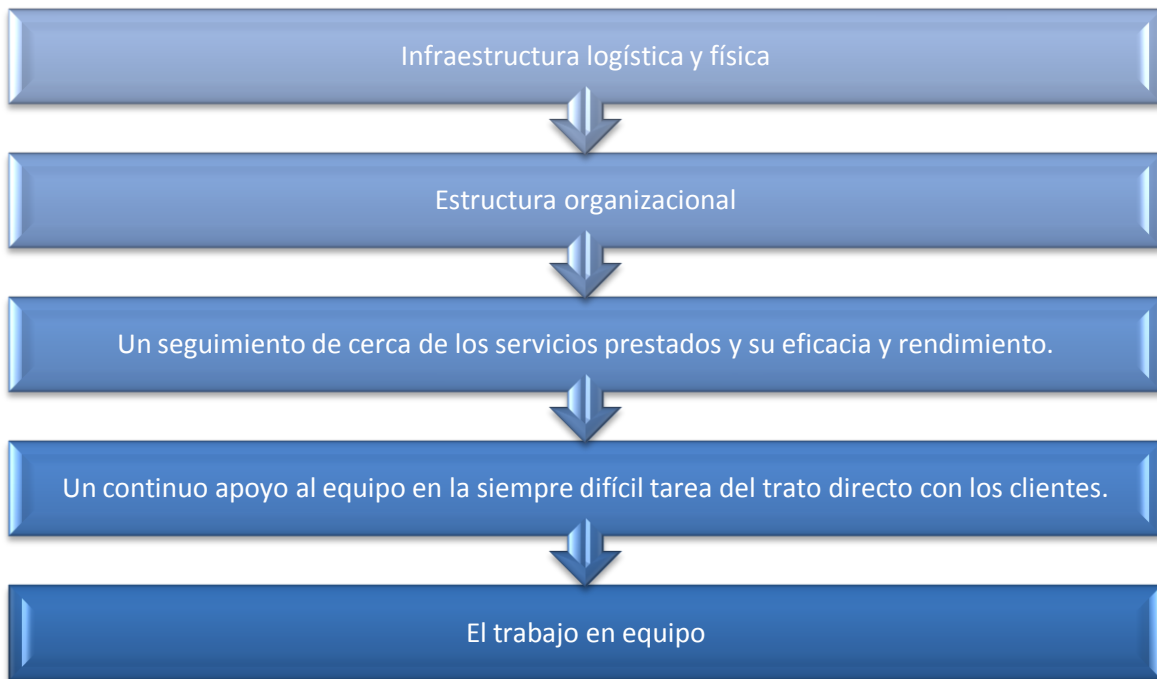 Infraestructura logística y física
Estructura organizacional
Un seguimiento de cerca de los servicios prestados y su eficacia y rendimiento.
Un continuo apoyo al equipo en la siempre difícil tarea del trato directo con los clientes.
El trabajo en equipo